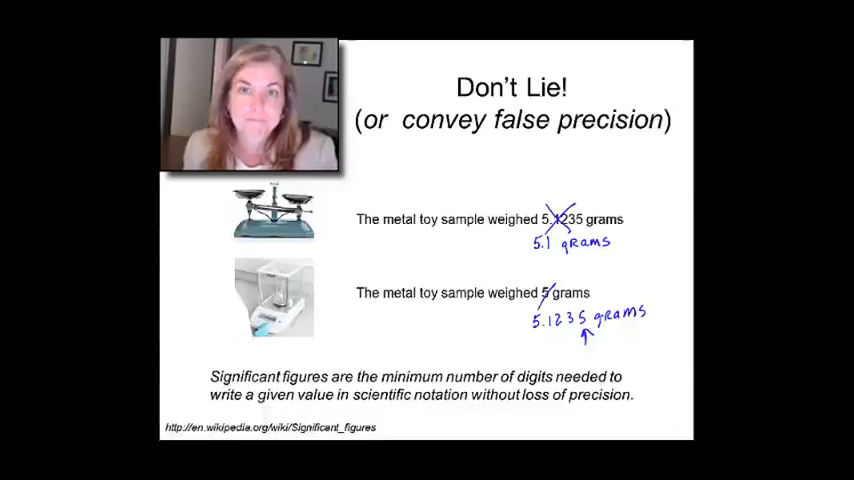 Don't Lie!
(or convey false precision)
The metal toy sample weighed 5.1235 grams
5.1 grams
The metal toy sample weighed 5 grams
5.1235 grams
Significant figures are the minimum number of digits needed to
write a given value in scientific notation without loss of precision.
http://en.wikipedia.org/wiki/Significant_figures